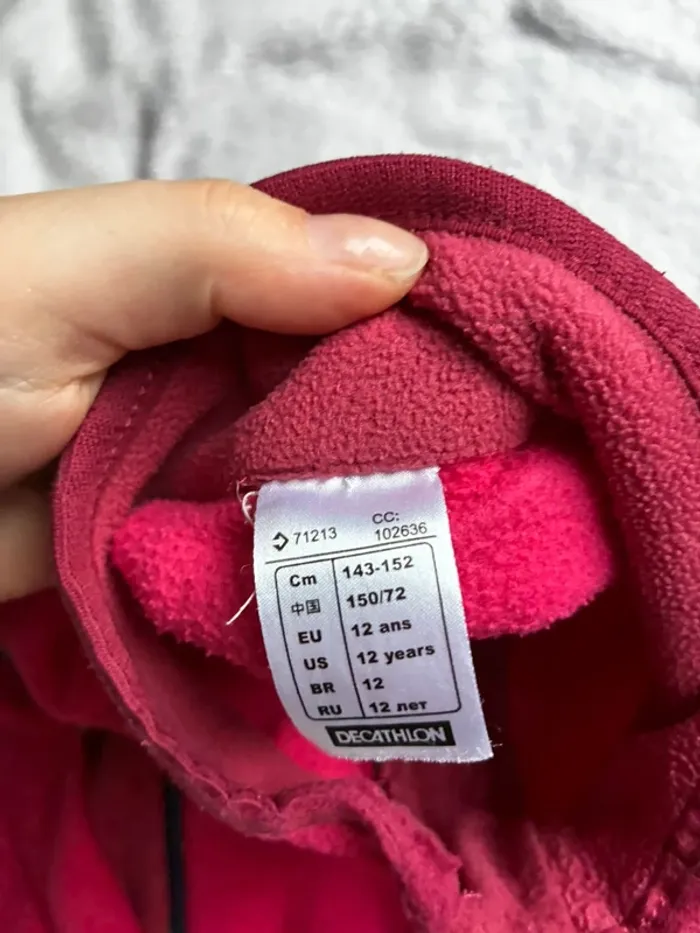 71213 CC: 102636
Cm 143-152
中国 150/72
EU 12 ans
US 12 years
BR 12
RU 12 лет
DECATHLON